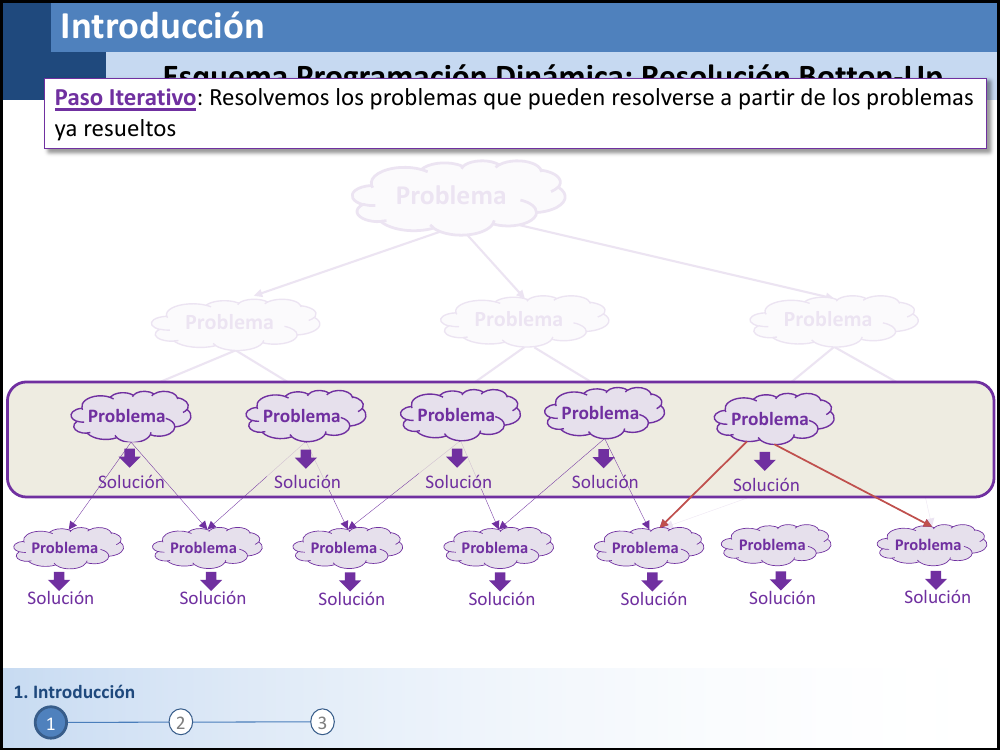 Introducción
Esquema Programación Dinámica: Resolución Botton-Up
Paso Iterativo: Resolvemos los problemas que pueden resolverse a partir de los problemas
ya resueltos
Problema
Problema Problema Problema
Problema Problema Problema Problema Problema
Solución Solución Solución Solución Solución
Problema Problema Problema Problema Problema Problema Problema
Solución Solución Solución Solución Solución Solución Solución
1. Introducción
1 2 3